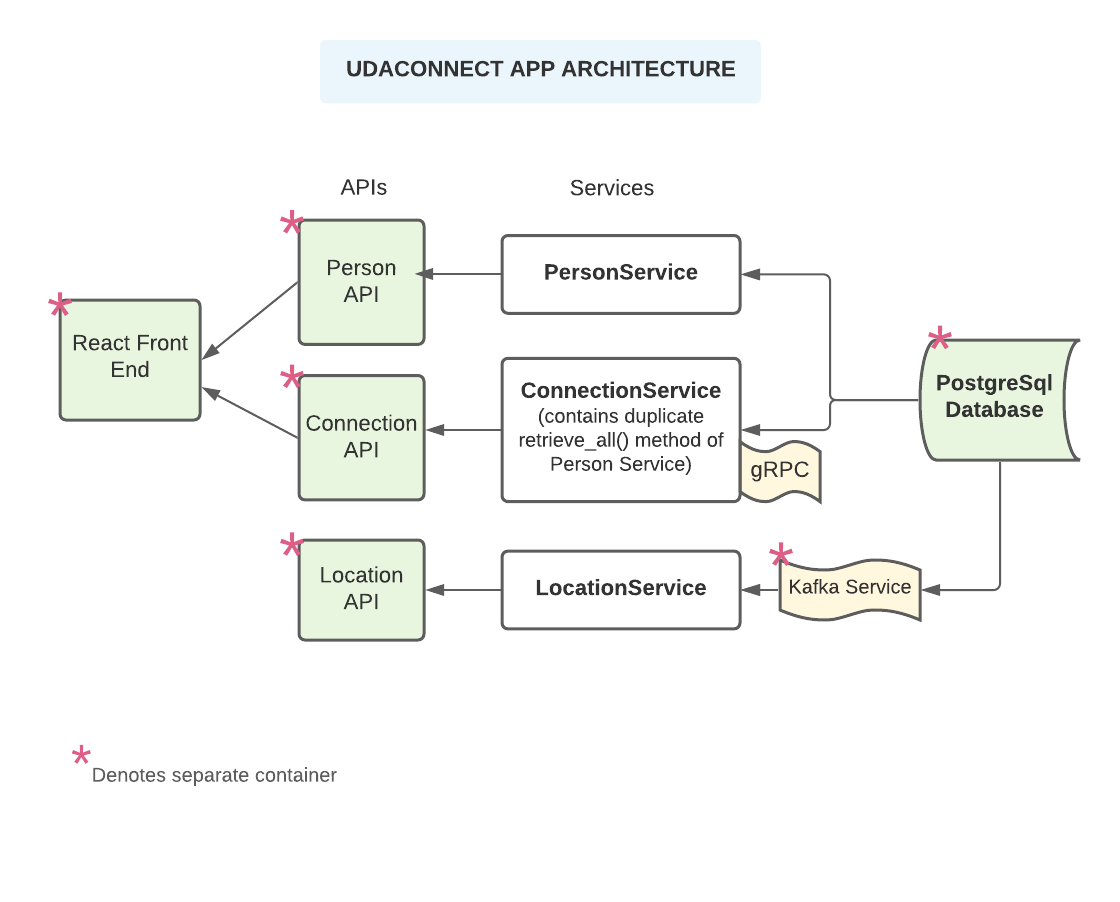 UDACONNECT APP ARCHITECTURE
APIs
Services
Person
API
PersonService
React Front
End
Connection
API
ConnectionService
(contains duplicate
retrieve_all() method of
Person Service)
gRPC
PostgreSql
Database
Location
API
LocationService
Kafka Service
* Denotes separate container